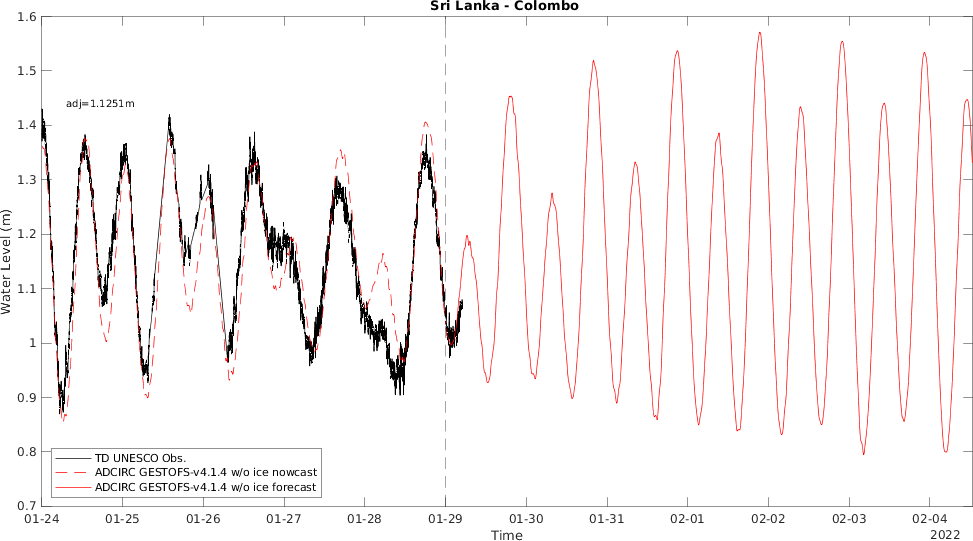 Sri Lanka - Colombo
1.6
1.5
adj=1.1251m
1.4
1.3
1.2
Water Level (m)
1.1
1
0.9
0.8
TD UNESCO Obs.
ADCIRC GESTOFS-v4.1.4 w/o ice nowcast
ADCIRC GESTOFS-v4.1.4 w/o ice forecast
0.7
01-24 01-25 01-26 01-27 01-28 01-29 01-30 01-31 02-01 02-02 02-03 02-04
Time
2022